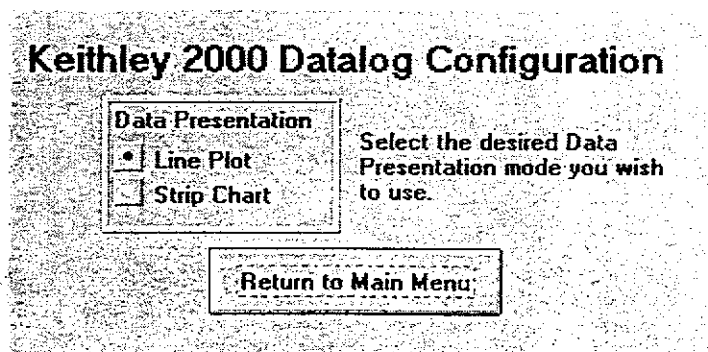 Keithley 2000 Datalog Configuration
Data Presentation
Line Plot
Strip Chart
Select the desired Data
Presentation mode you wish
to use.
Return to Main Menu